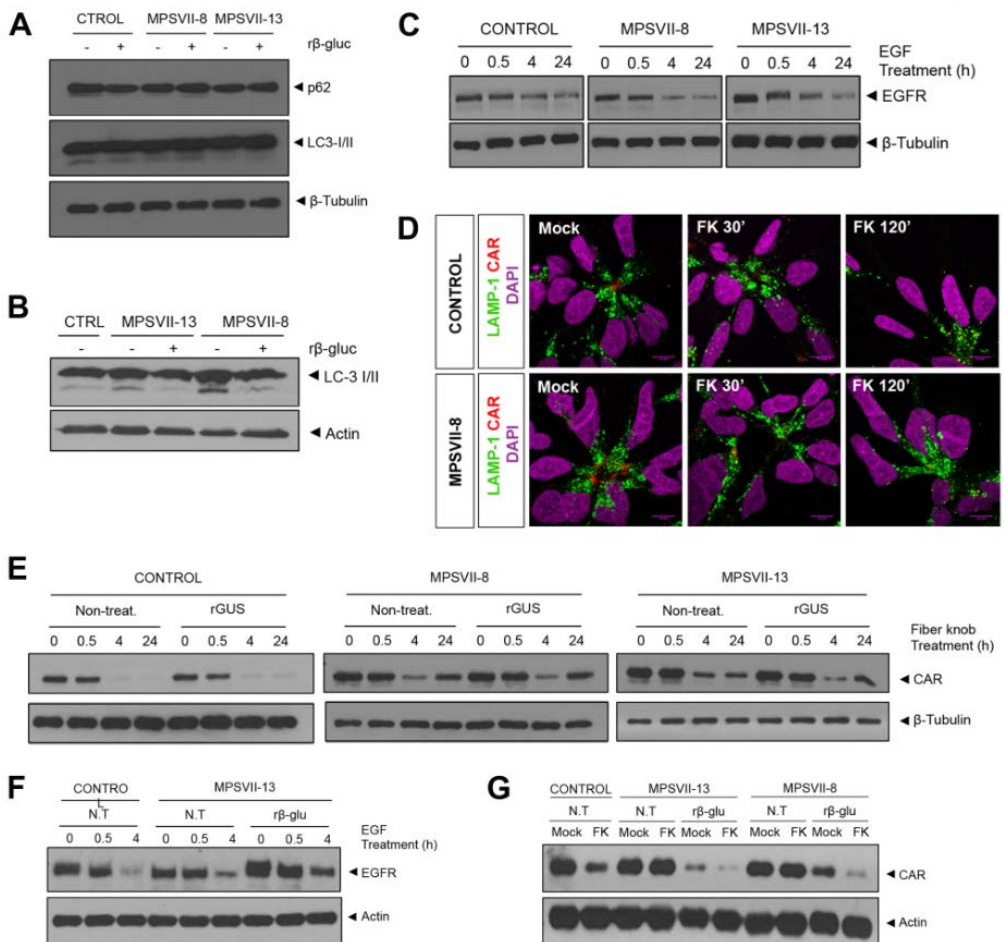 A
CTROL MPSVII-8 MPSVII-13
- + - + - + rβ-gluc
◄ p62
◄ LC3-I/II
◄ β-Tubulin
B
CTRL MPSVII-13 MPSVII-8
- - + - + rβ-gluc
◄ LC-3 I/II
◄ Actin
C
CONTROL MPSVII-8 MPSVII-13
0 0.5 4 24 0 0.5 4 24 0 0.5 4 24 EGF
Treatment (h)
◄ EGFR
◄ β-Tubulin
D
CONTROL LAMP-1 CAR DAPI Mock FK 30' FK 120'
MPSVII-8 LAMP-1 CAR DAPI Mock FK 30' FK 120'
E
CONTROL MPSVII-8 MPSVII-13
Non-treat. rGUS Non-treat. rGUS Non-treat. rGUS
0 0.5 4 24 0 0.5 4 24 0 0.5 4 24 0 0.5 4 24 0 0.5 4 24 0 0.5 4 24 Fiber knob
Treatment (h)
◄ CAR
◄ β-Tubulin
F
CONTRO MPSVII-13
L
N.T N.T rβ-glu
0 0.5 4 0 0.5 4 0 0.5 4 EGF
Treatment (h)
◄ EGFR
◄ Actin
G
CONTROL MPSVII-13 MPSVII-8
N.T N.T rβ-glu N.T rβ-glu
Mock FK Mock FK Mock FK Mock FK Mock FK
◄ CAR
◄ Actin